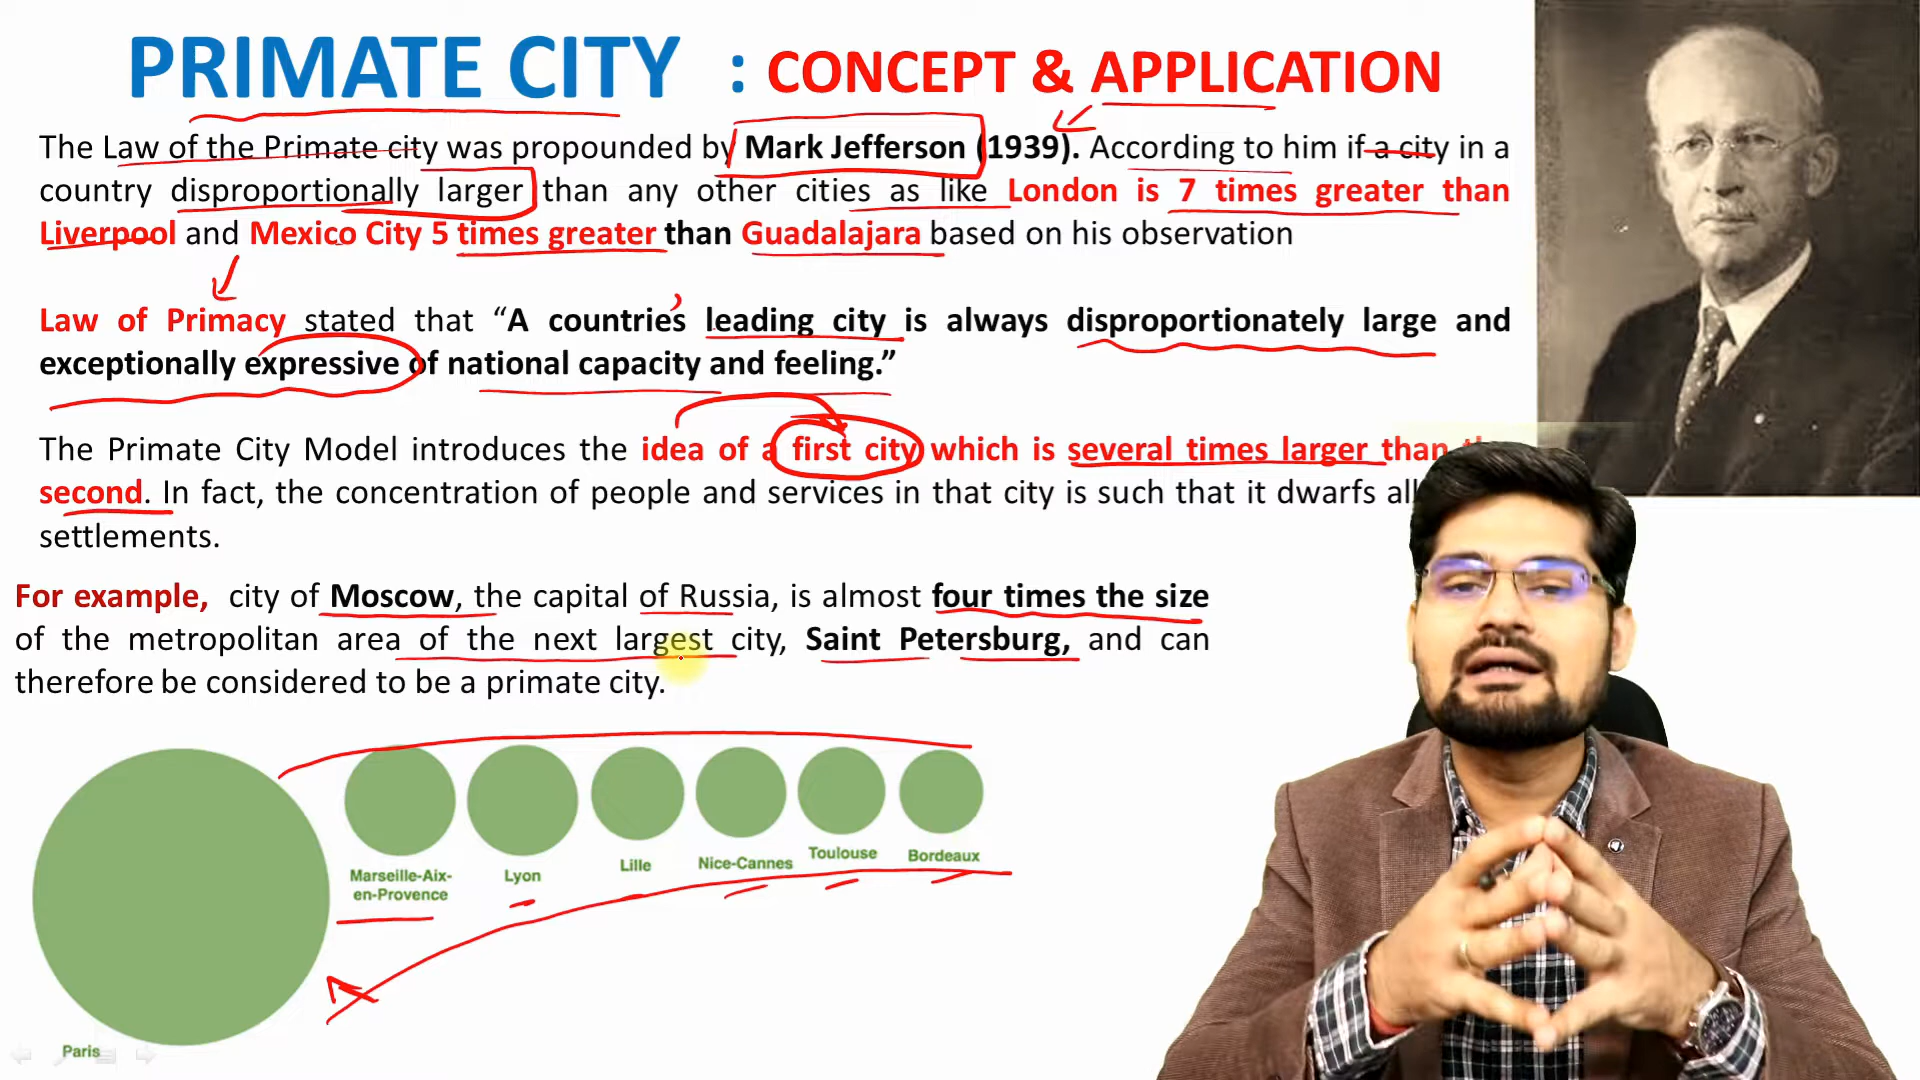 PRIMATE CITY : CONCEPT & APPLICATION
The Law of the Primate city was propounded by Mark Jefferson (1939). According to him if a city in a
country disproportionally larger than any other cities as like London is 7 times greater than
Liverpool and Mexico City 5 times greater than Guadalajara based on his observation
Law of Primacy stated that “A countries leading city is always disproportionately large and
exceptionally expressive of national capacity and feeling.”
The Primate City Model introduces the idea of a first city which is several times larger than
second. In fact, the concentration of people and services in that city is such that it dwarfs all
settlements.
For example, city of Moscow, the capital of Russia, is almost four times the size
of the metropolitan area of the next largest city, Saint Petersburg, and can
therefore be considered to be a primate city.
Marseille-Aix-
en-Provence
Lyon
Lille
Nice-Cannes
Toulouse
Bordeaux
Paris